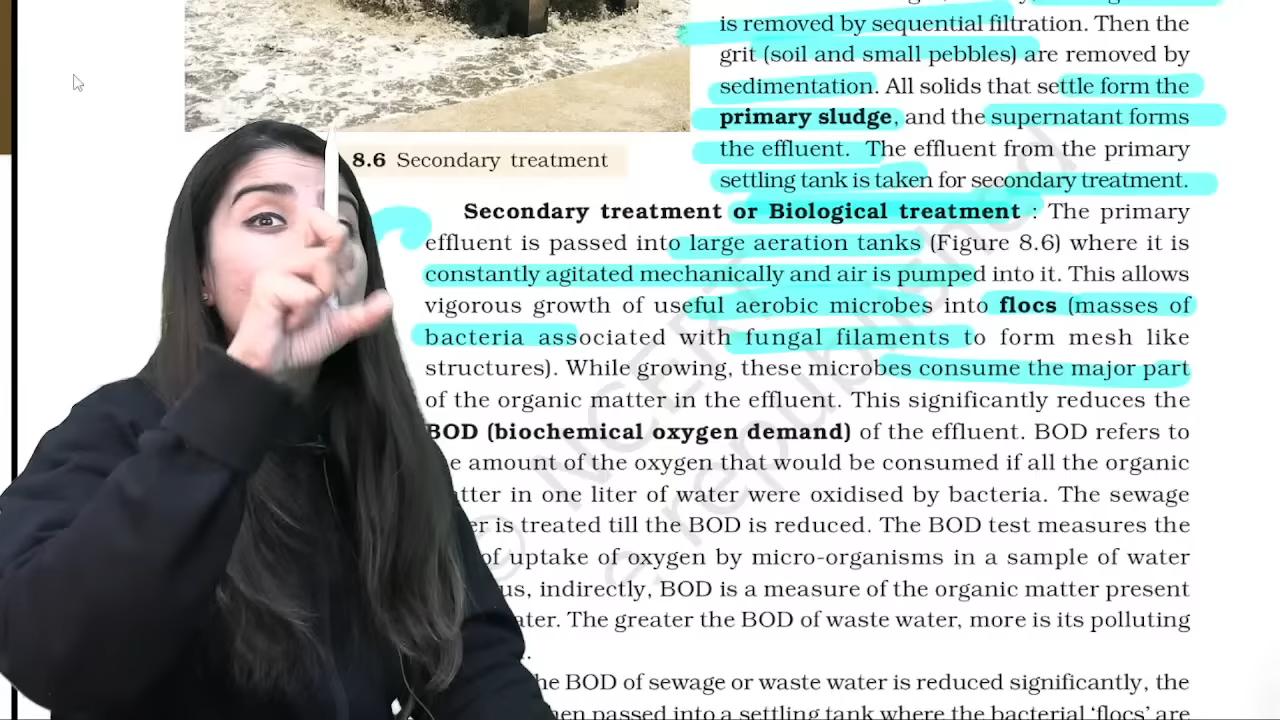 is removed by sequential filtration. Then the
grit (soil and small pebbles) are removed by
sedimentation. All solids that settle form the
primary sludge, and the supernatant forms
the effluent. The effluent from the primary
settling tank is taken for secondary treatment.
8.6 Secondary treatment
Secondary treatment or Biological treatment : The primary
effluent is passed into large aeration tanks (Figure 8.6) where it is
constantly agitated mechanically and air is pumped into it. This allows
vigorous growth of useful aerobic microbes into flocs (masses of
bacteria associated with fungal filaments to form mesh like
structures). While growing, these microbes consume the major part
of the organic matter in the effluent. This significantly reduces the
BOD (biochemical oxygen demand) of the effluent. BOD refers to
amount of the oxygen that would be consumed if all the organic
in one liter of water were oxidised by bacteria. The sewage
is treated till the BOD is reduced. The BOD test measures the
of uptake of oxygen by micro-organisms in a sample of water
indirectly, BOD is a measure of the organic matter present
The greater the BOD of waste water, more is its polluting
BOD of sewage or waste water is reduced significantly, the
passed into a settling tank where the bacterial ‘flocs’ are
© NCERT
republished